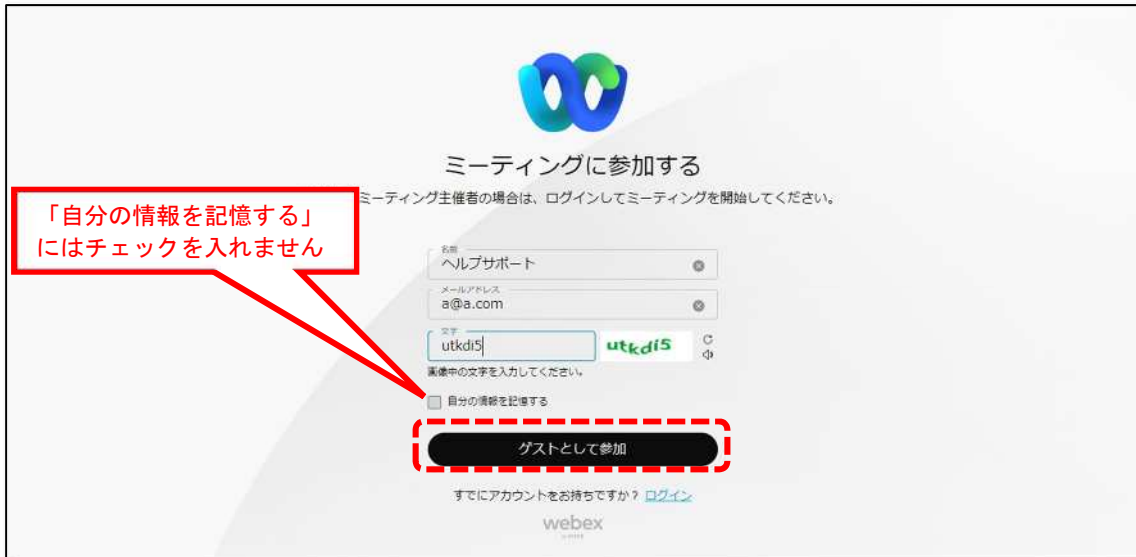 ミーティングに参加する
ミーティング主催者の場合は、ログインしてミーティングを開始してください。
「自分の情報を記憶する」
にはチェックを入れません
名前
ヘルプサポート
メールアドレス
a@a.com
文字
utkdi5
utkdi5
画像中の文字を入力してください。
自分の情報を記憶する
ゲストとして参加
すでにアカウントをお持ちですか？ ログイン
webex